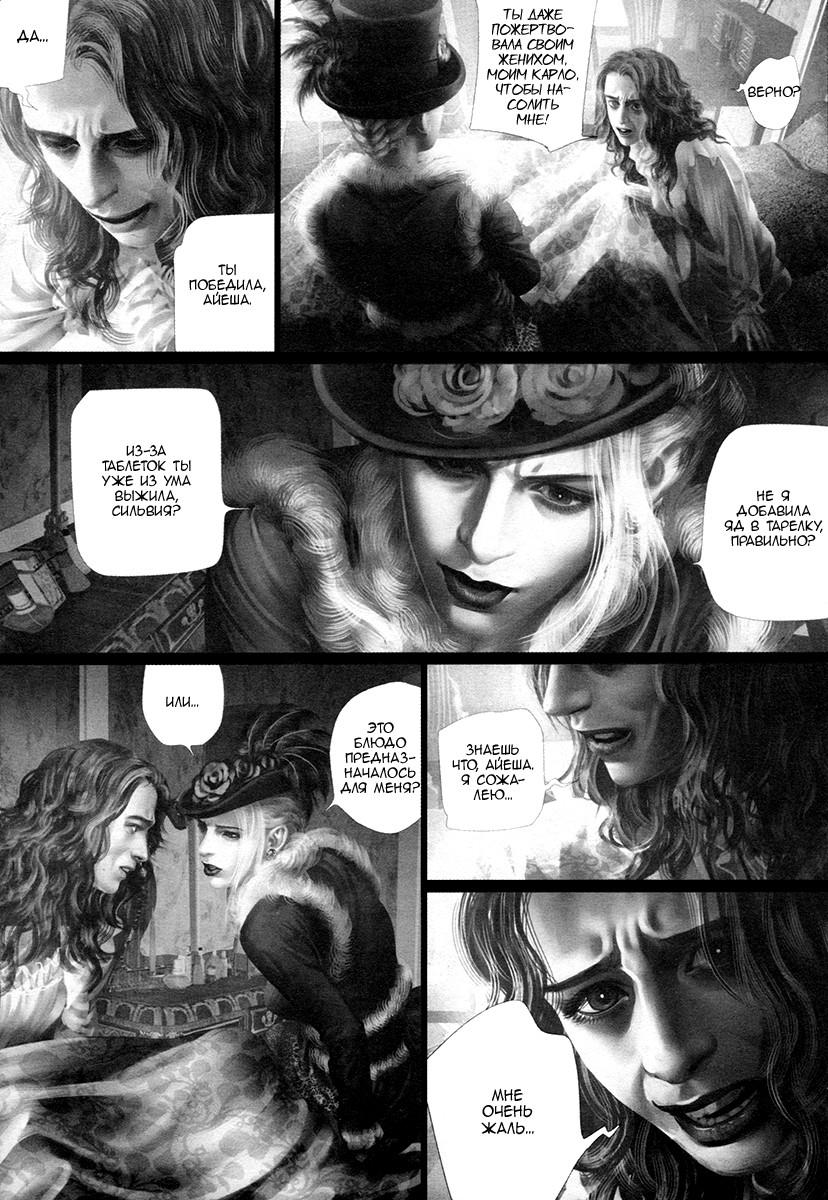 ДА...
ТЫ
ПОБЕДИЛА,
АЙЕША.
ТЫ ДАЖЕ
ПОЖЕРТВО-
ВАЛА СВОИМ
ЖЕНИХОМ,
МОИМ КАРЛО,
ЧТОБЫ НА-
СОЛИТЬ
МНЕ!
ВЕРНО?
ИЗ-ЗА
ТАБЛЕТОК ТЫ
УЖЕ ИЗ УМА
ВЫЖИЛА,
СИЛЬВИЯ?
НЕ Я
ДОБАВИЛА
ЯД В ТАРЕЛКУ,
ПРАВИЛЬНО?
ИЛИ...
ЭТО
БЛЮДО
ПРЕДНАЗ-
НАЧАЛОСЬ
ДЛЯ МЕНЯ?
ЗНАЕШЬ
ЧТО, АЙЕША.
Я СОЖА-
ЛЕЮ...
МНЕ
ОЧЕНЬ
ЖАЛЬ...